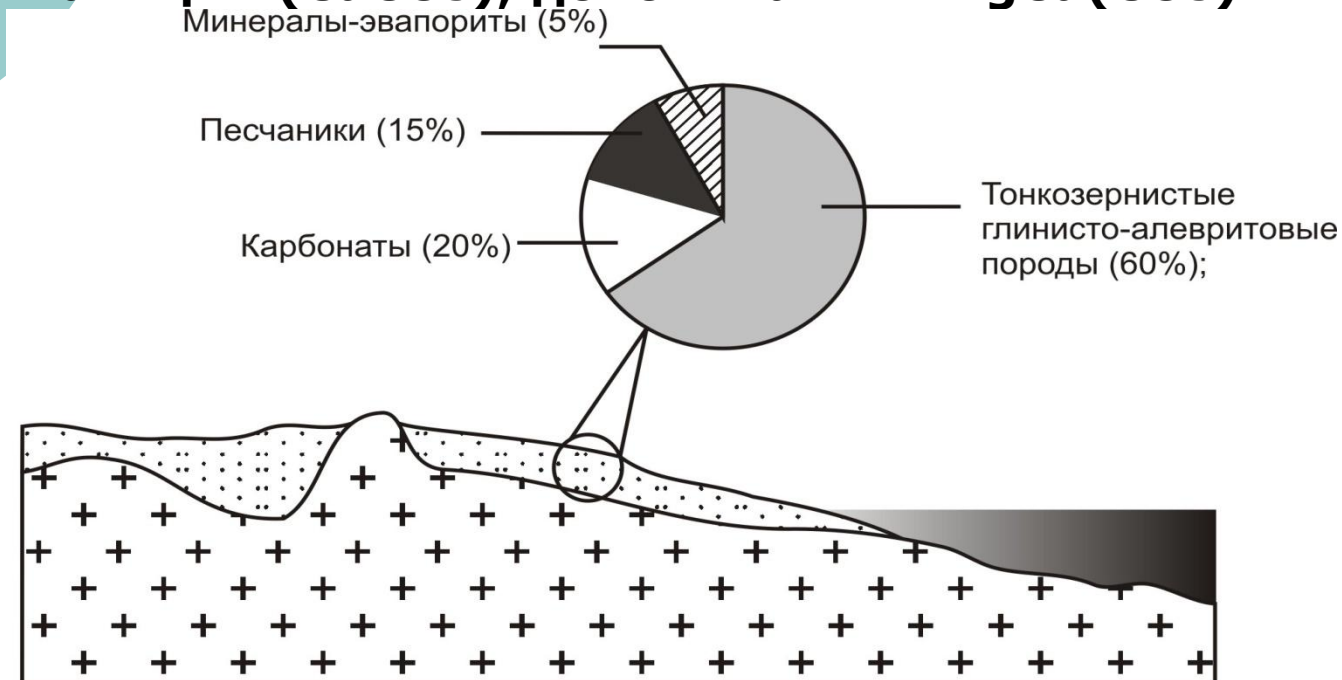 Минералы-эвапориты (5%)
Песчаники (15%)
Карбонаты (20%)
Тонкозернистые
глинисто-алевритовые
породы (60%);